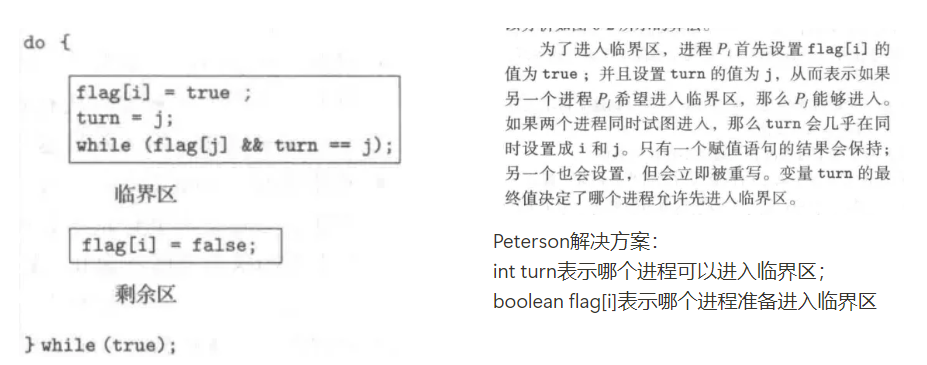 do {
flag[i] = true ;
turn = j;
while (flag[j] && turn == j);
临界区
flag[i] = false;
剩余区
} while (true);
为了进入临界区，进程 Pi 首先设置 flag[i] 的
值为 true ；并且设置 turn 的值为 j，从而表示如果
另一个进程 Pj 希望进入临界区，那么 Pj 能够进入。
如果两个进程同时试图进入，那么 turn 会几乎在同
时设置成 i 和 j。只有一个赋值语句的结果会保持；
另一个也会设置，但会立即被重写。变量 turn 的最
终值决定了哪个进程允许先进入临界区。
Peterson解决方案：
int turn表示哪个进程可以进入临界区；
boolean flag[i]表示哪个进程准备进入临界区